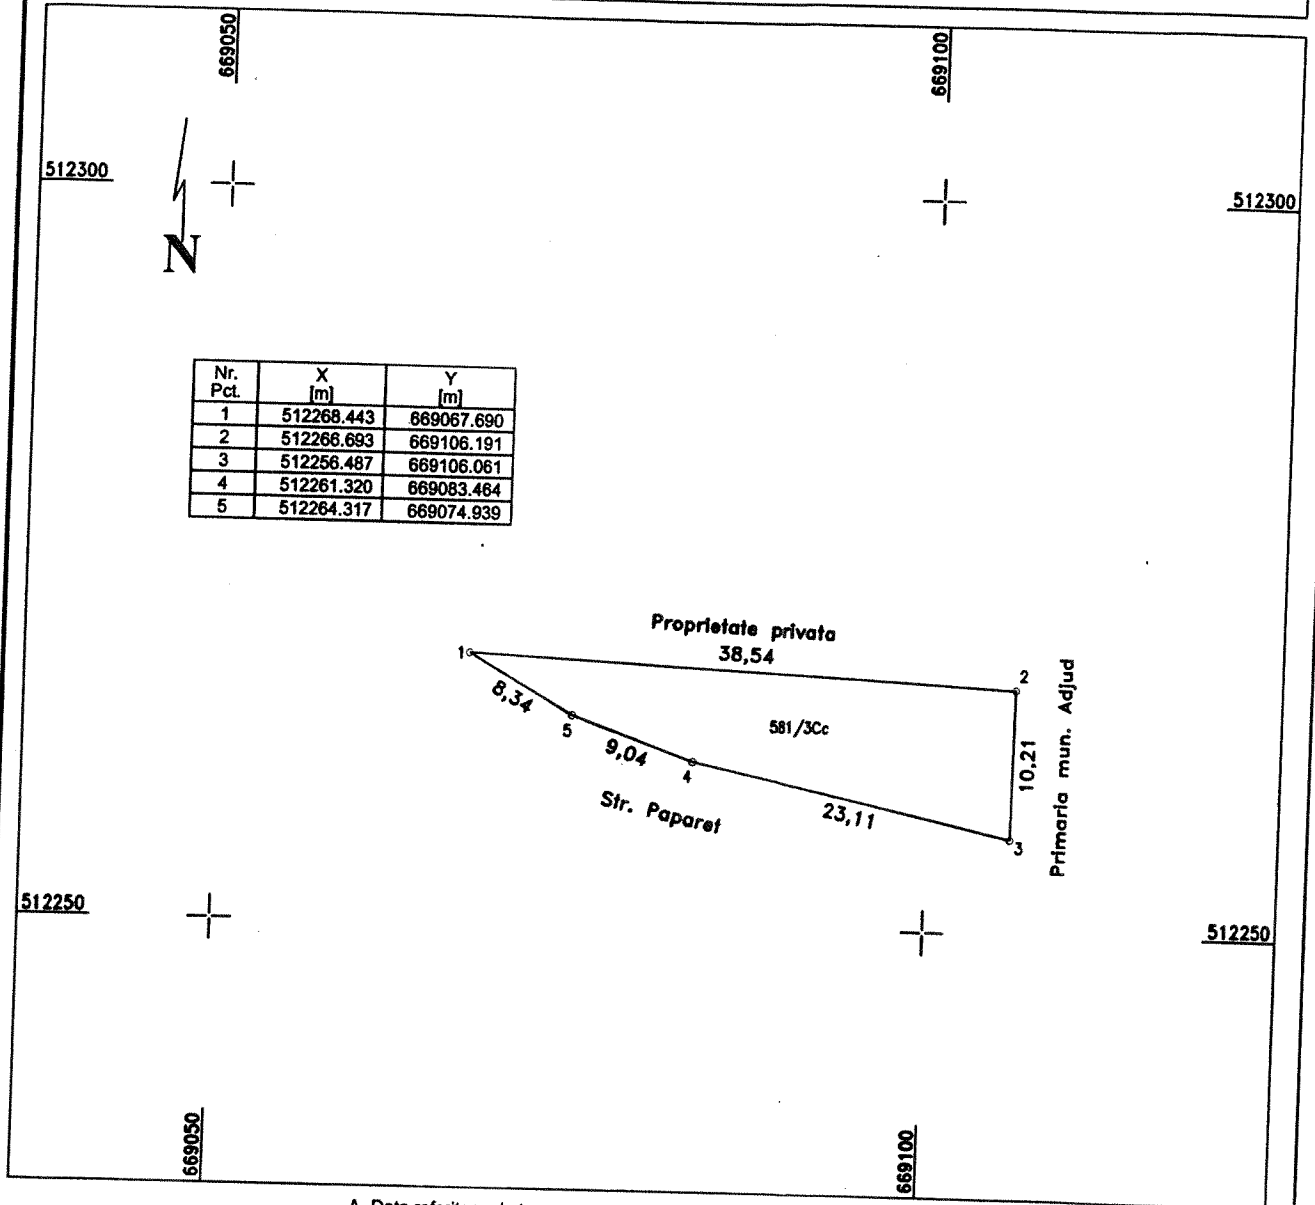 669050
669100
512300
512300
N
Nr. Pct. X [m] Y [m]
1 512268.443 669067.690
2 512266.693 669106.191
3 512256.487 669106.061
4 512261.320 669083.464
5 512264.317 669074.939
Proprietate privata
38,54
1
2
8,34
5
581/3Cc
9,04
4
10,21
Primaria mun. Adjud
Str. Paparet
23,11
3
512250
512250
669050
669100